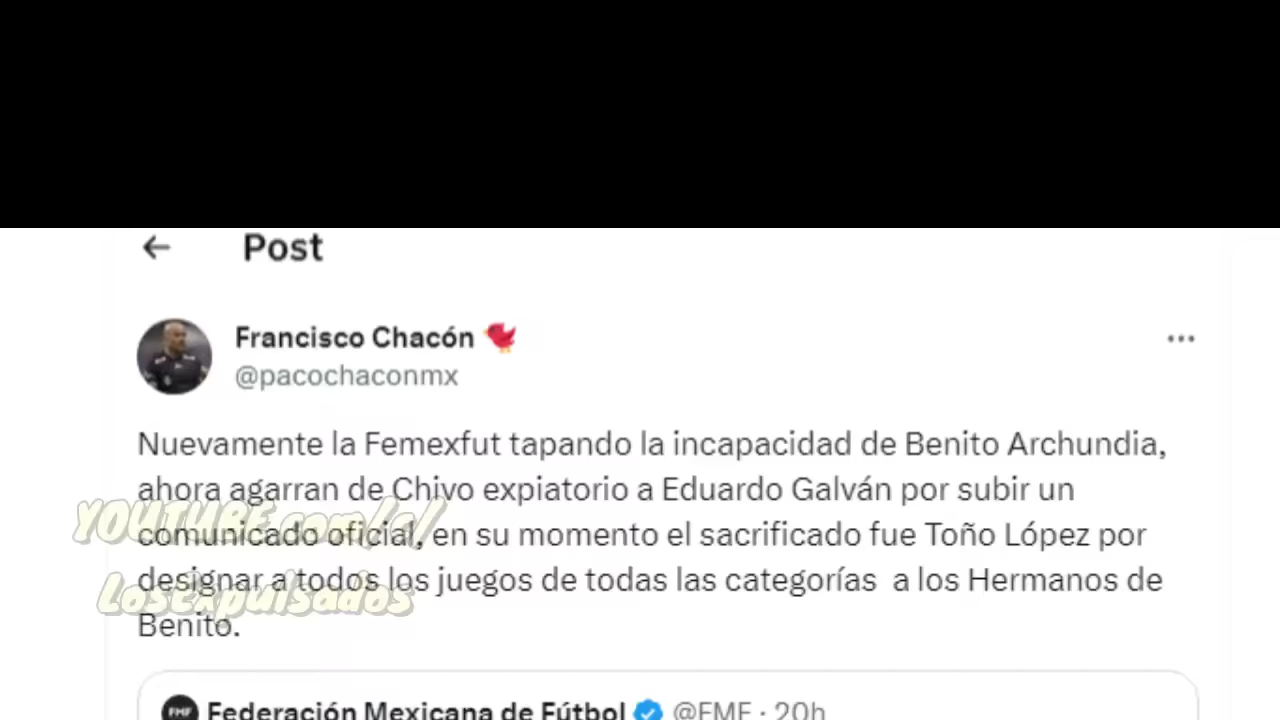 Post
Francisco Chacón
@pacochaconmx
Nuevamente la Femexfut tapando la incapacidad de Benito Archundia,
ahora agarran de Chivo expiatorio a Eduardo Galván por subir un
comunicado oficial, en su momento el sacrificado fue Toño López por
designar a todos los juegos de todas las categorías  a los Hermanos de
Benito.
YOUTUBE.com/c/
LosExpulsados
FMF Federación Mexicana de Fútbol @FMF · 20h